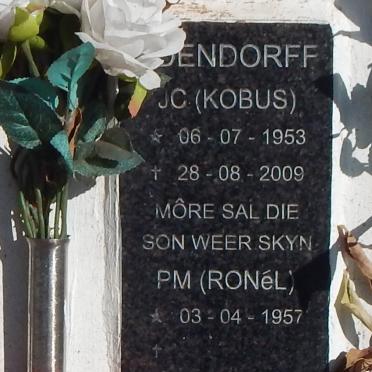 DENDORFF
JC (KOBUS)
☆ 06-07-1953
† 28-08-2009
MÔRE SAL DIE
SON WEER SKYN
PM (RONéL)
☆ 03-04-1957
†